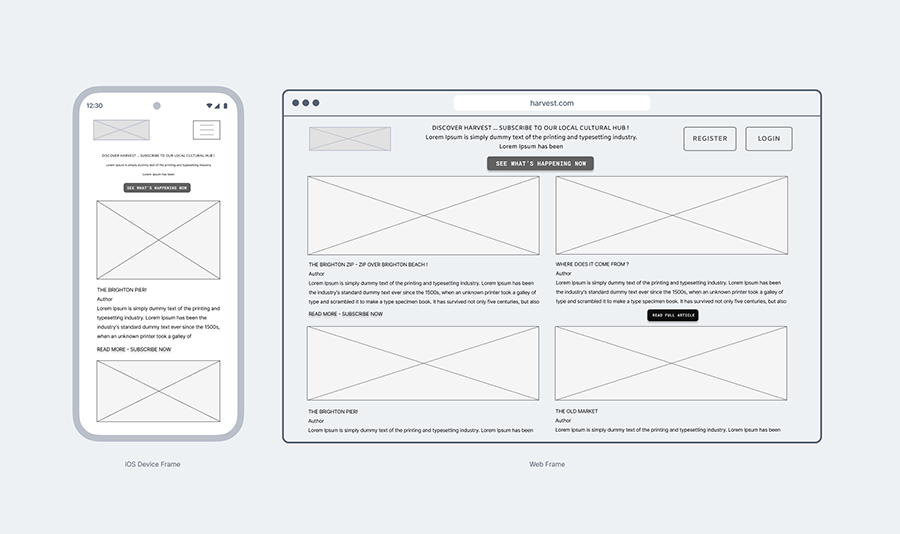 12:30
DISCOVER HARVEST ... SUBSCRIBE TO OUR LOCAL CULTURAL HUB !
Lorem Ipsum is simply dummy text of the printing and typesetting industry.
Lorem Ipsum has been
SEE WHAT'S HAPPENING NOW
THE BRIGHTON PIER!
Author
Lorem Ipsum is simply dummy text of the printing and
typesetting industry. Lorem Ipsum has been the
industry's standard dummy text ever since the 1500s,
when an unknown printer took a galley of
READ MORE - SUBSCRIBE NOW
iOS Device Frame
harvest.com
DISCOVER HARVEST ... SUBSCRIBE TO OUR LOCAL CULTURAL HUB !
Lorem Ipsum is simply dummy text of the printing and typesetting industry.
Lorem Ipsum has been
REGISTER
LOGIN
SEE WHAT'S HAPPENING NOW
THE BRIGHTON ZIP - ZIP OVER BRIGHTON BEACH !
Author
Lorem Ipsum is simply dummy text of the printing and typesetting industry. Lorem Ipsum has been
the industry's standard dummy text ever since the 1500s, when an unknown printer took a galley of
type and scrambled it to make a type specimen book. It has survived not only five centuries, but also
READ MORE - SUBSCRIBE NOW
WHERE DOES IT COME FROM ?
Author
Lorem Ipsum is simply dummy text of the printing and typesetting industry. Lorem Ipsum has been
the industry's standard dummy text ever since the 1500s, when an unknown printer took a galley of
type and scrambled it to make a type specimen book. It has survived not only five centuries, but also
READ FULL ARTICLE
THE BRIGHTON PIER!
Author
Lorem Ipsum is simply dummy text of the printing and typesetting industry. Lorem Ipsum has been
THE OLD MARKET
Author
Lorem Ipsum is simply dummy text of the printing and typesetting industry. Lorem Ipsum has been
Web Frame